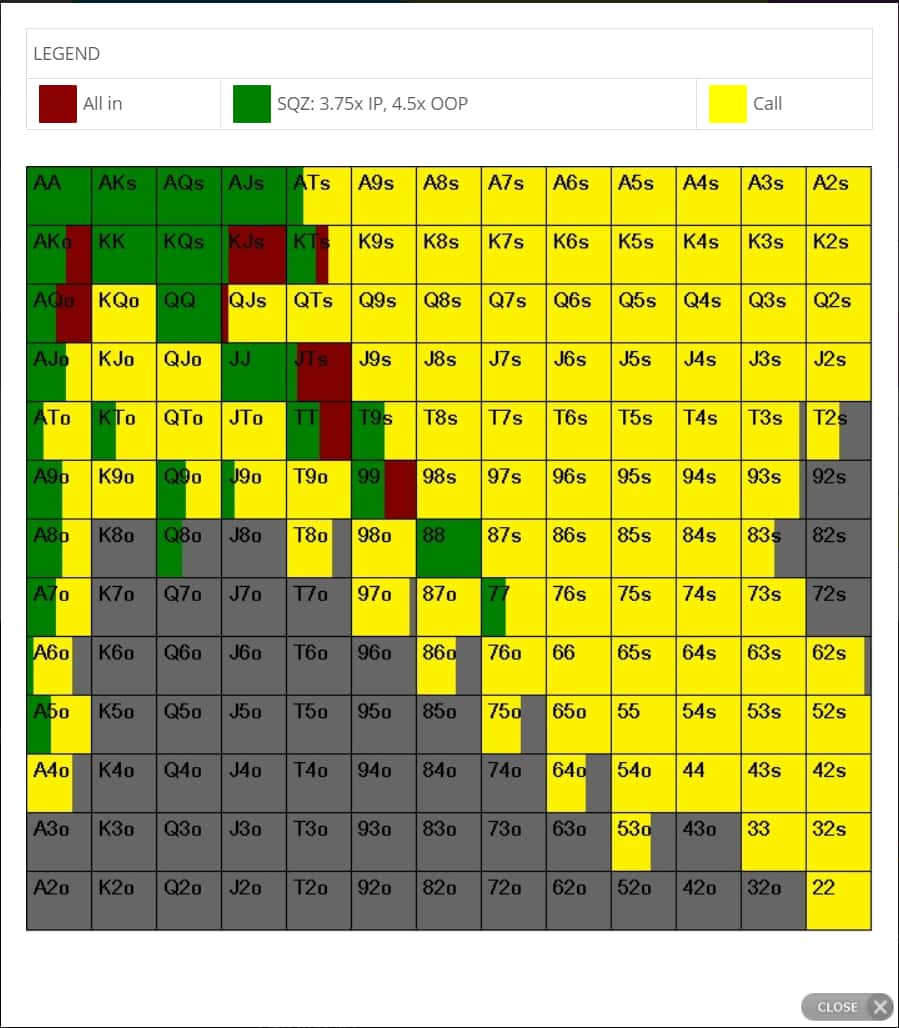 LEGEND
All in SQZ: 3.75x IP, 4.5x OOP Call
AA AKs AQs AJs ATs A9s A8s A7s A6s A5s A4s A3s A2s
AKo KK KQs KJs KTs K9s K8s K7s K6s K5s K4s K3s K2s
AQo KQo QQ QJs QTs Q9s Q8s Q7s Q6s Q5s Q4s Q3s Q2s
AJo KJo QJo JJ JTs J9s J8s J7s J6s J5s J4s J3s J2s
ATo KTo QTo JTo TT T9s T8s T7s T6s T5s T4s T3s T2s
A9o K9o Q9o J9o T9o 99 98s 97s 96s 95s 94s 93s 92s
A8o K8o Q8o J8o T8o 98o 88 87s 86s 85s 84s 83s 82s
A7o K7o Q7o J7o T7o 97o 87o 77 76s 75s 74s 73s 72s
A6o K6o Q6o J6o T6o 96o 86o 76o 66 65s 64s 63s 62s
A5o K5o Q5o J5o T5o 95o 85o 75o 65o 55 54s 53s 52s
A4o K4o Q4o J4o T4o 94o 84o 74o 64o 54o 44 43s 42s
A3o K3o Q3o J3o T3o 93o 83o 73o 63o 53o 43o 33 32s
A2o K2o Q2o J2o T2o 92o 82o 72o 62o 52o 42o 32o 22
CLOSE